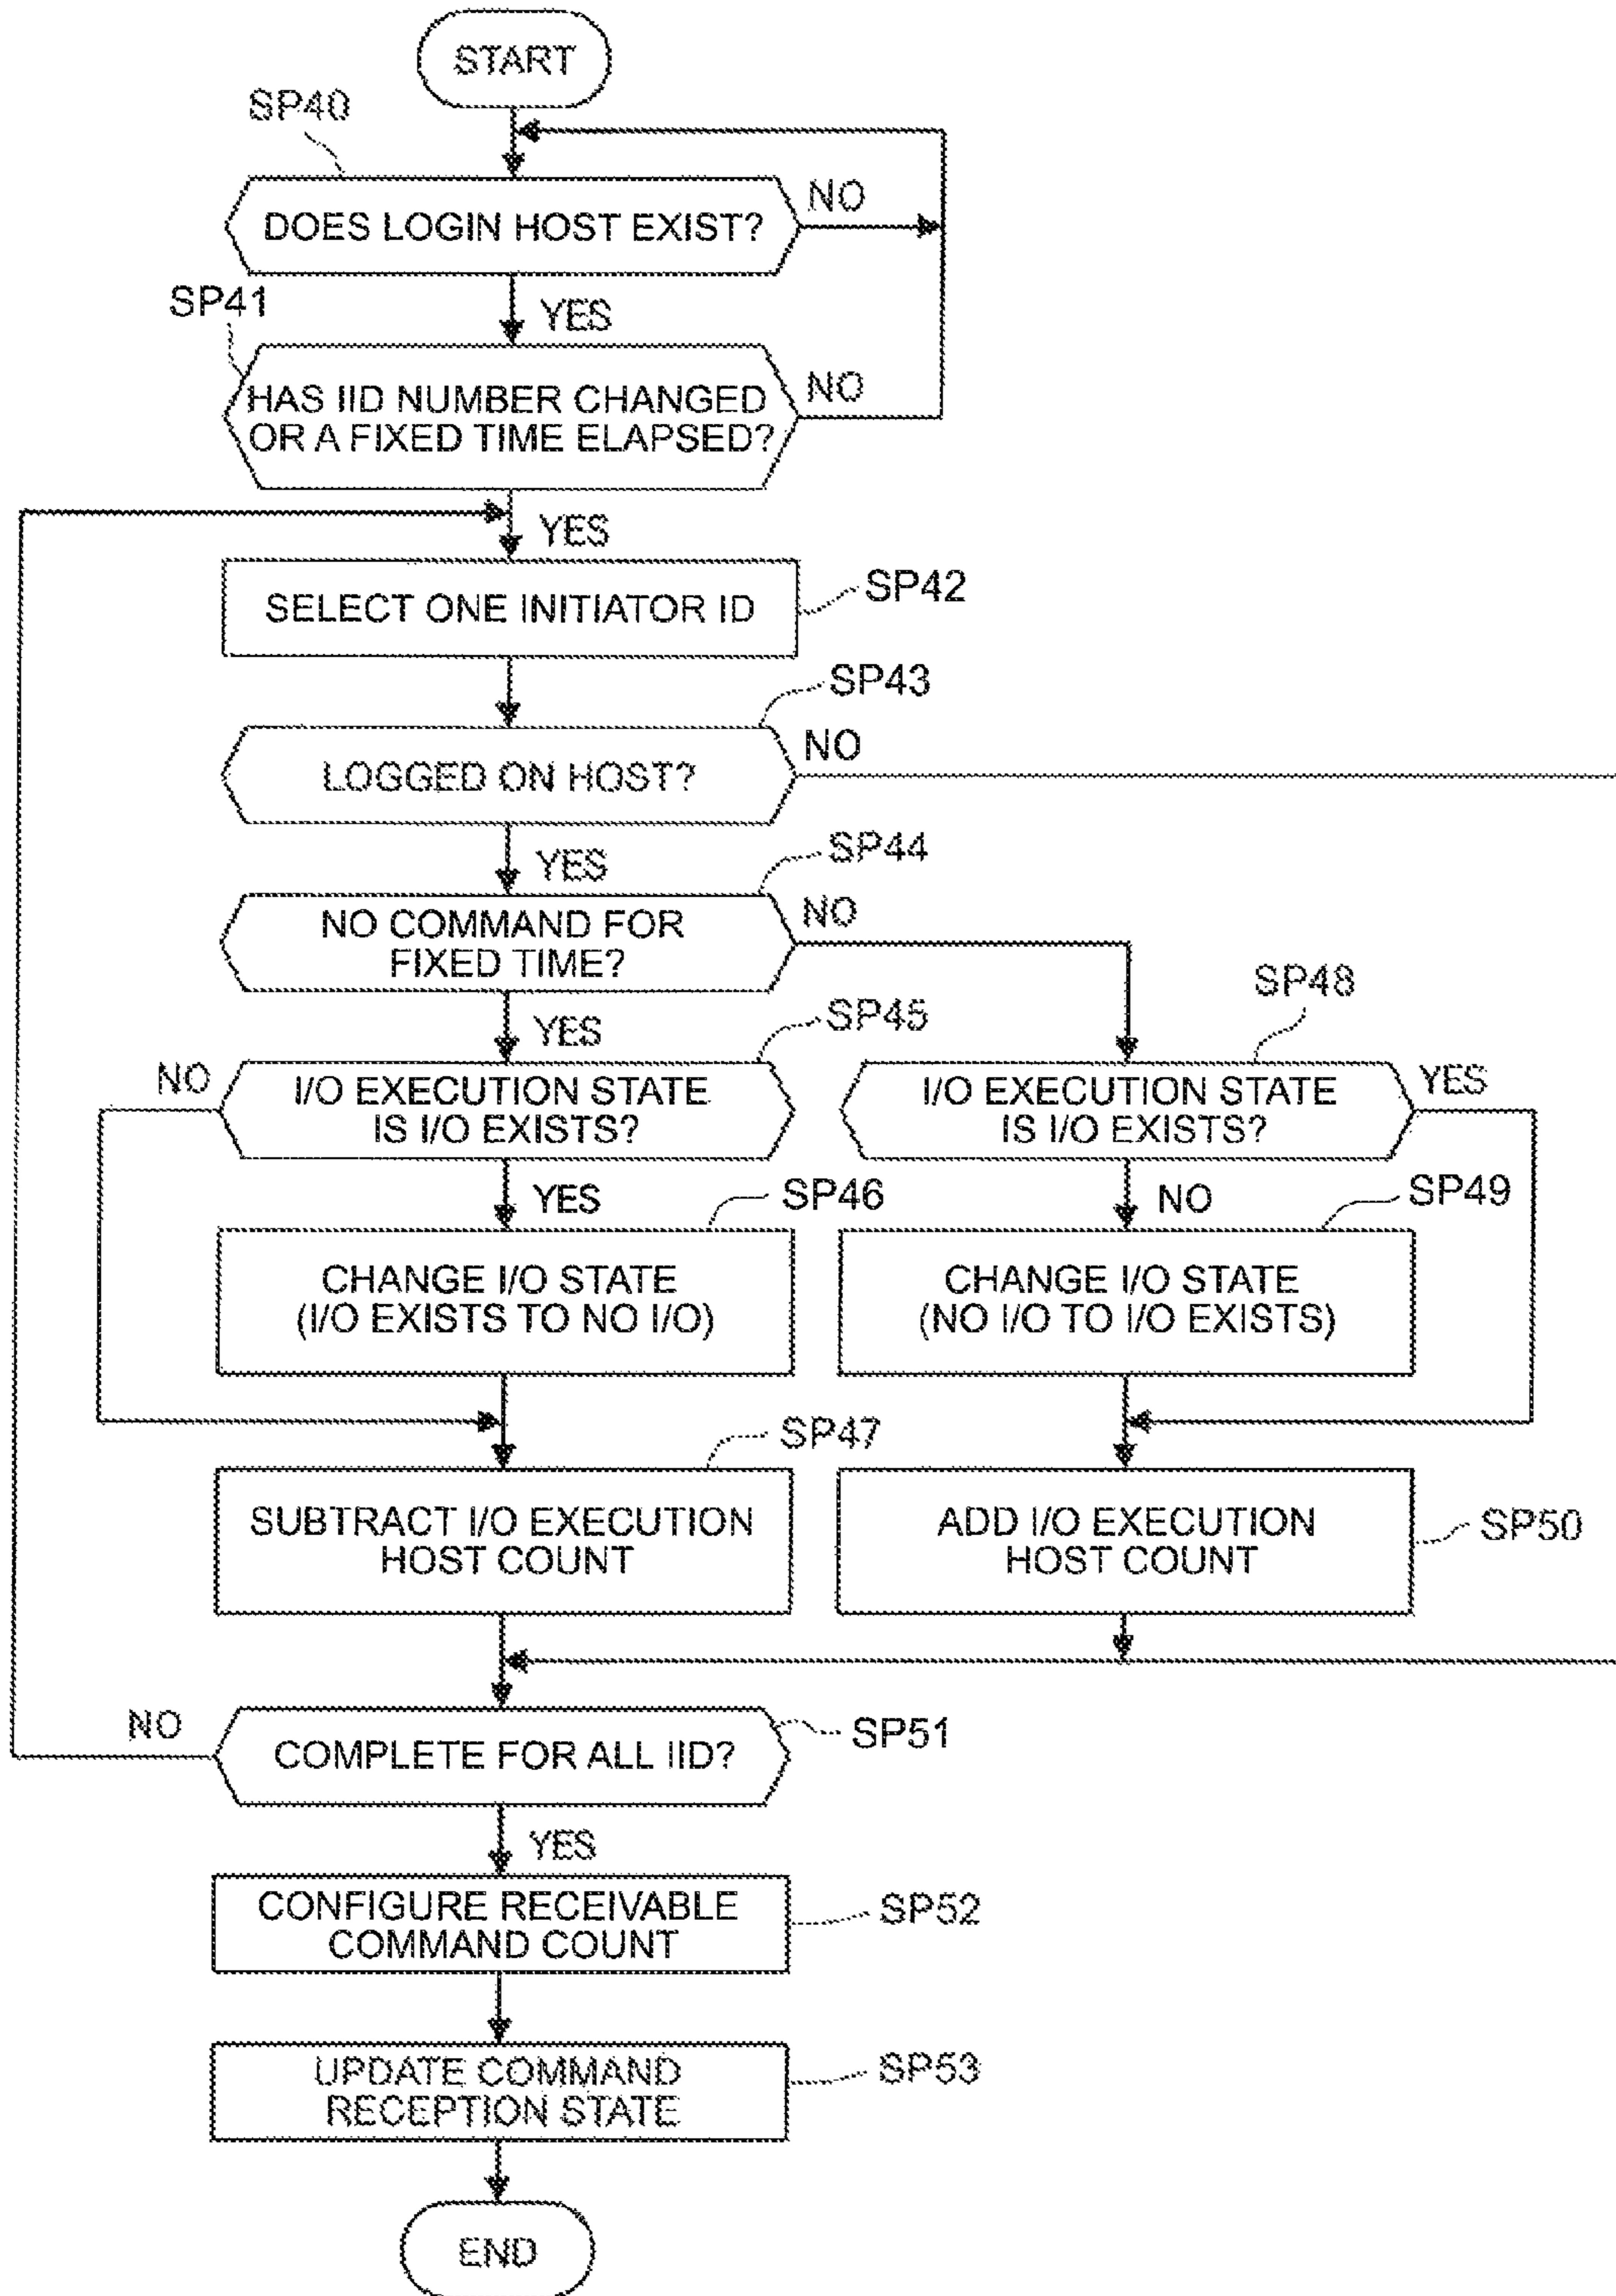 START
SP40
DOES LOGIN HOST EXIST?
NO
YES
SP41
HAS IID NUMBER CHANGED
OR A FIXED TIME ELAPSED?
NO
YES
SELECT ONE INITIATOR ID
SP42
SP43
LOGGED ON HOST?
NO
YES
SP44
NO COMMAND FOR
FIXED TIME?
NO
YES
SP45
NO
I/O EXECUTION STATE
IS I/O EXISTS?
YES
SP48
I/O EXECUTION STATE
IS I/O EXISTS?
YES
NO
SP46
CHANGE I/O STATE
(I/O EXISTS TO NO I/O)
SP49
CHANGE I/O STATE
(NO I/O TO I/O EXISTS)
SP47
SUBTRACT I/O EXECUTION
HOST COUNT
ADD I/O EXECUTION
HOST COUNT
SP50
NO
COMPLETE FOR ALL IID?
SP51
YES
CONFIGURE RECEIVABLE
COMMAND COUNT
SP52
UPDATE COMMAND
RECEPTION STATE
SP53
END